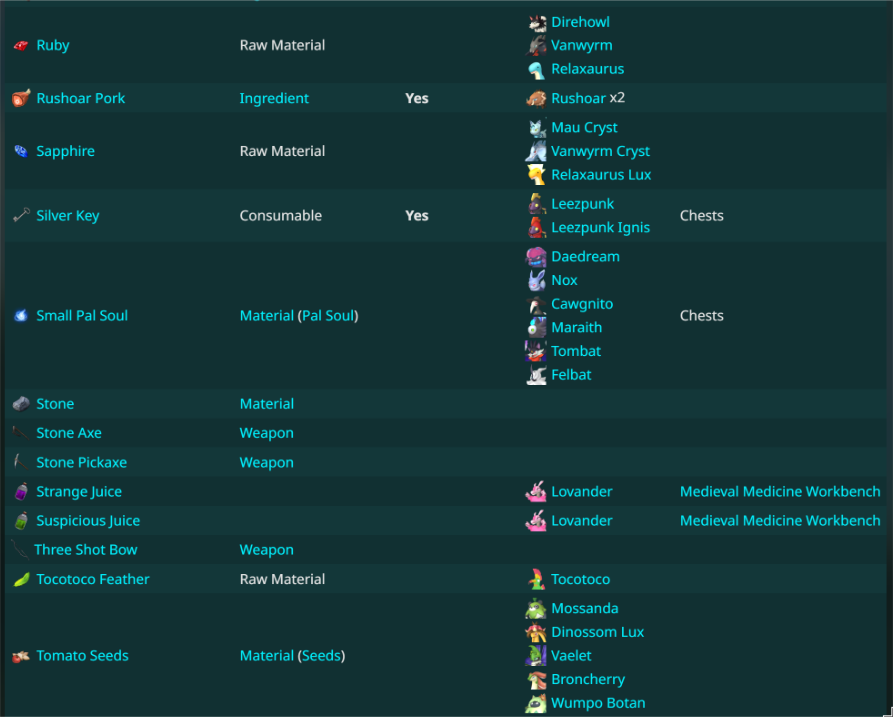 Ruby Raw Material Direhowl
Vanwyrm
Relaxaurus
Rushoar Pork Ingredient Yes Rushoar x2
Sapphire Raw Material Mau Cryst
Vanwyrm Cryst
Relaxaurus Lux
Silver Key Consumable Yes Leezpunk Chests
Leezpunk Ignis
Small Pal Soul Material (Pal Soul) Daedream Chests
Nox
Cawgnito
Maraith
Tombat
Felbat
Stone Material
Stone Axe Weapon
Stone Pickaxe Weapon
Strange Juice Lovander Medieval Medicine Workbench
Suspicious Juice Lovander Medieval Medicine Workbench
Three Shot Bow Weapon
Tocotoco Feather Raw Material Tocotoco
Tomato Seeds Material (Seeds) Mossanda
Dinossom Lux
Vaelet
Broncherry
Wumpo Botan